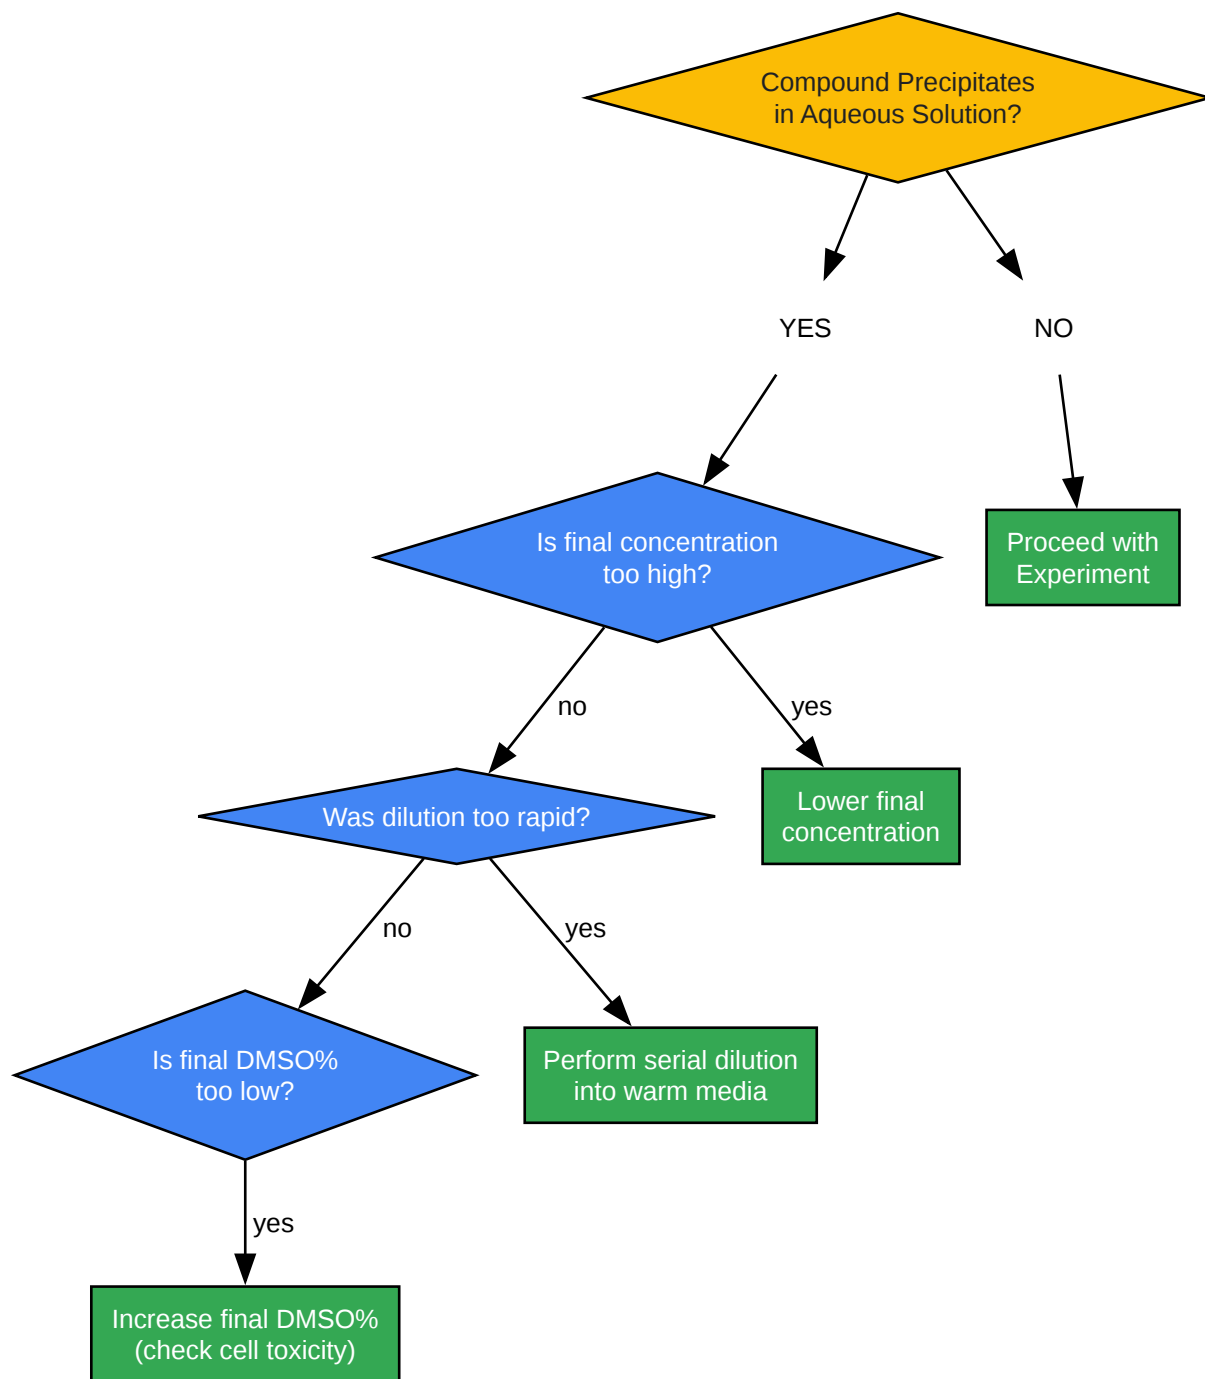 Compound Precipitates
in Aqueous Solution?
YES
NO
Is final concentration
too high?
Proceed with
Experiment
no
yes
Was dilution too rapid?
Lower final
concentration
no
yes
Is final DMSO%
too low?
Perform serial dilution
into warm media
yes
Increase final DMSO%
(check cell toxicity)